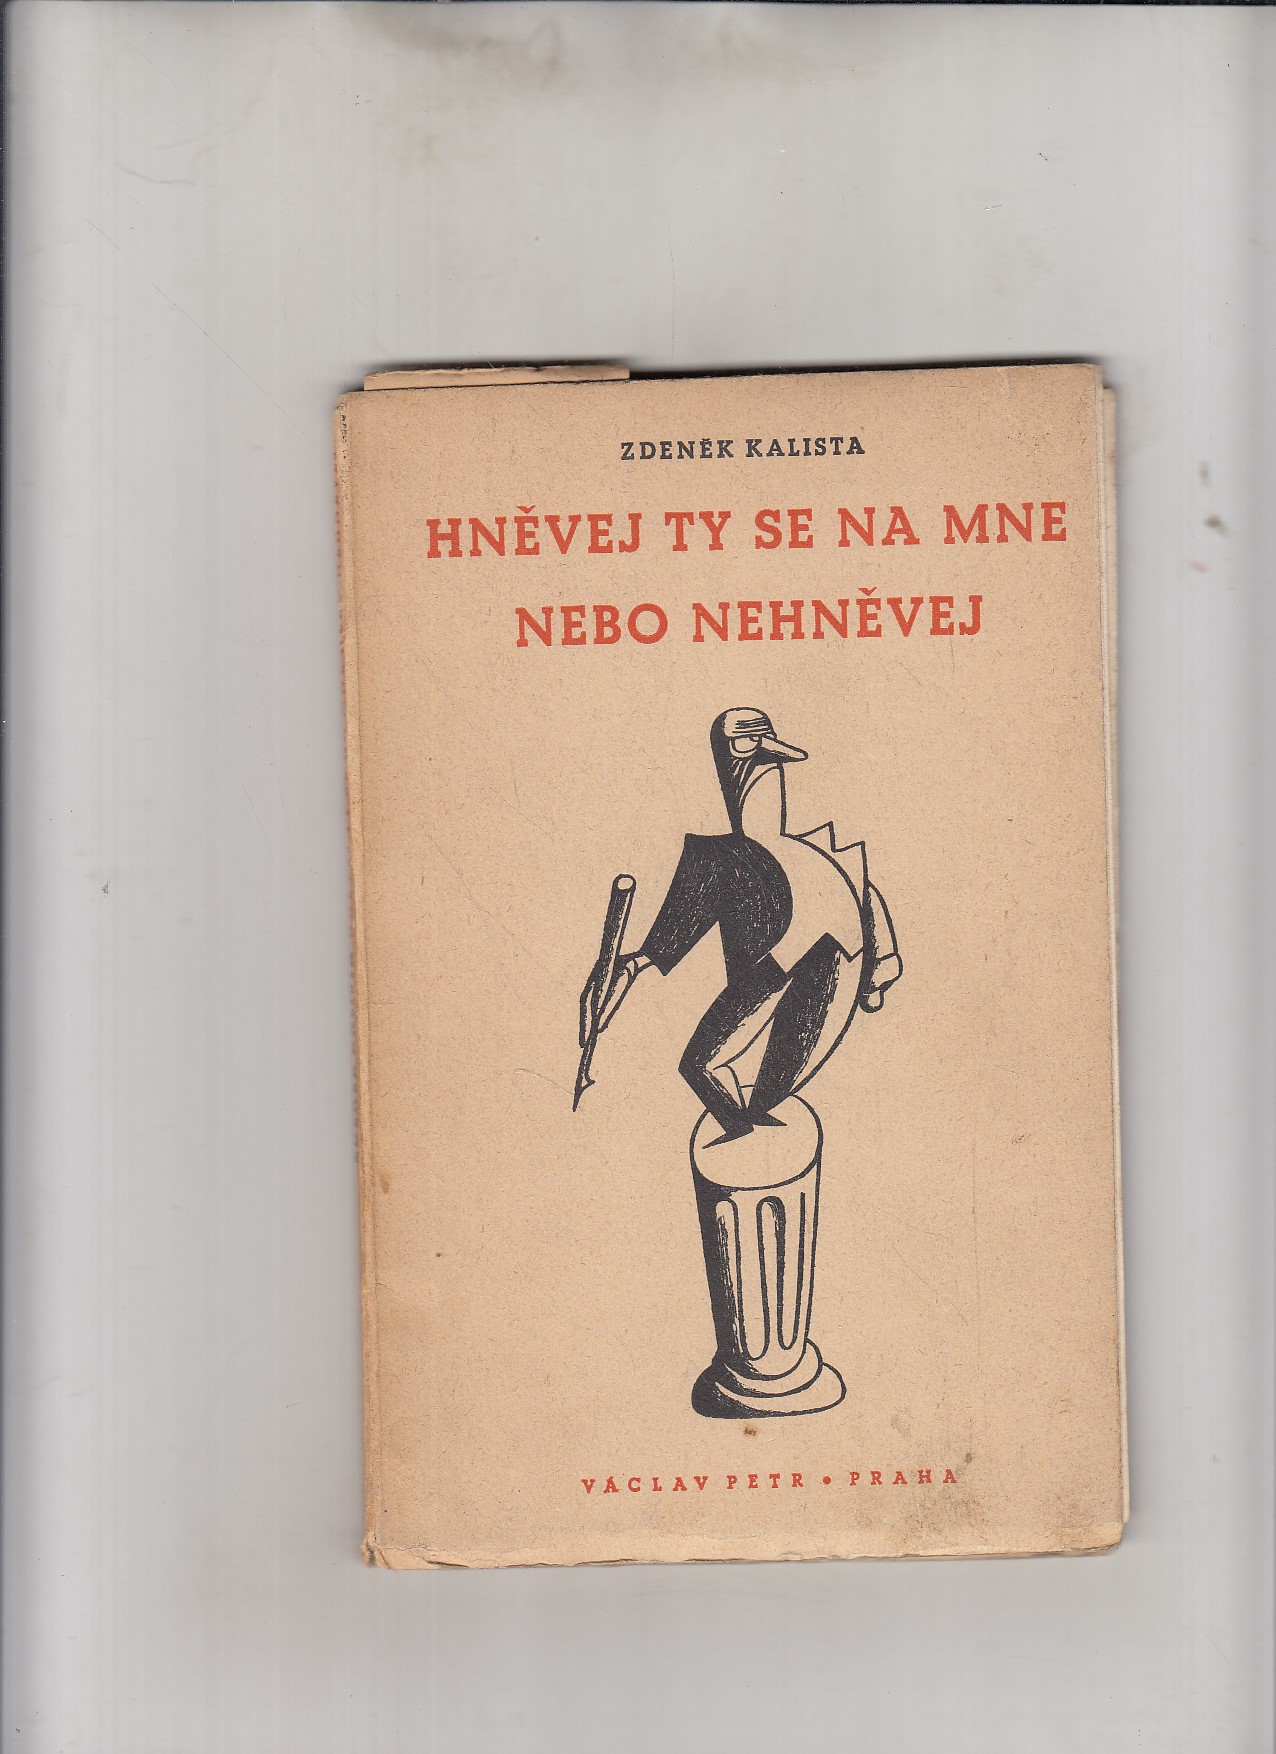 ZDENĚK KALISTA
HNĚVEJ TY SE NA MNE
NEBO NEHNĚVEJ
VÁCLAV PETR • PRAHA